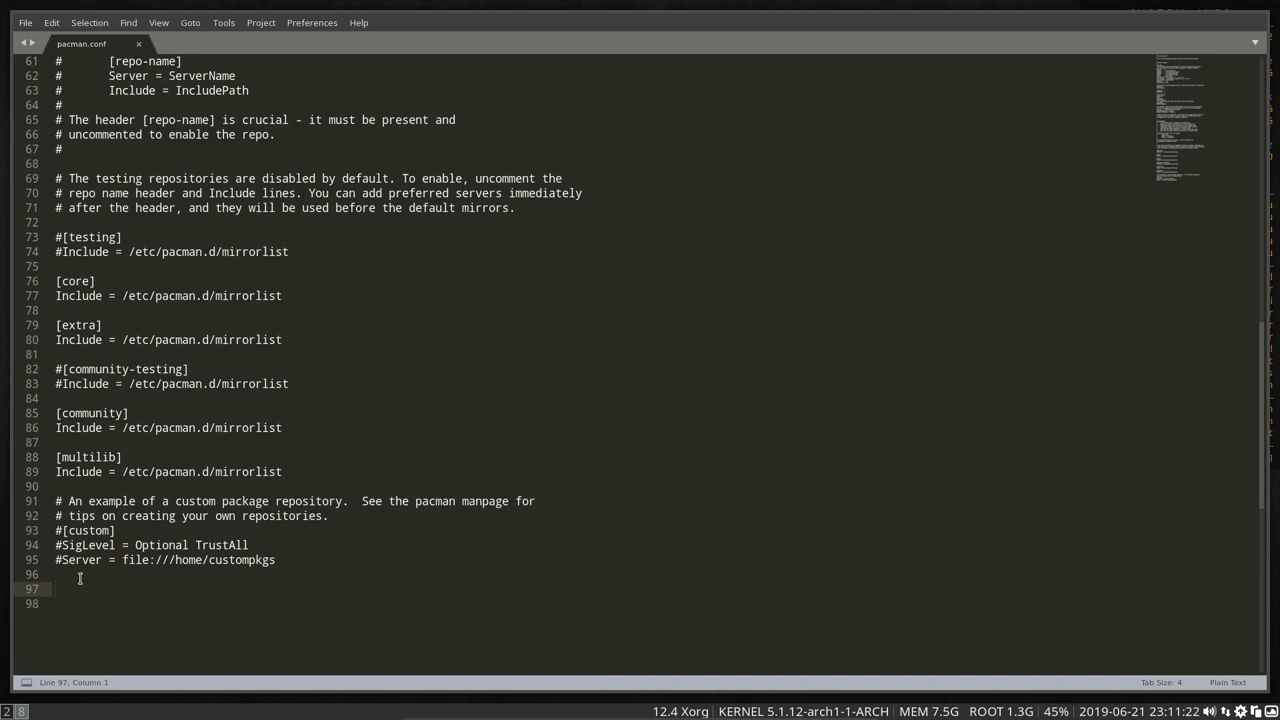 File Edit Selection Find View Goto Tools Project Preferences Help
pacman.conf ×
61 #       [repo-name]
62 #       Server = ServerName
63 #       Include = IncludePath
64 #
65 # The header [repo-name] is crucial - it must be present and
66 # uncommented to enable the repo.
67 #
68
69 # The testing repositories are disabled by default. To enable, uncomment the
70 # repo name header and Include lines. You can add preferred servers immediately
71 # after the header, and they will be used before the default mirrors.
72
73 #[testing]
74 #Include = /etc/pacman.d/mirrorlist
75
76 [core]
77 Include = /etc/pacman.d/mirrorlist
78
79 [extra]
80 Include = /etc/pacman.d/mirrorlist
81
82 #[community-testing]
83 #Include = /etc/pacman.d/mirrorlist
84
85 [community]
86 Include = /etc/pacman.d/mirrorlist
87
88 [multilib]
89 Include = /etc/pacman.d/mirrorlist
90
91 # An example of a custom package repository.  See the pacman manpage for
92 # tips on creating your own repositories.
93 #[custom]
94 #SigLevel = Optional TrustAll
95 #Server = file:///home/custompkgs
96
97
98
Line 97, Column 1 Tab Size: 4 Plain Text
2 8 12.4 Xorg KERNEL 5.1.12-arch1-1-ARCH MEM 7.5G ROOT 1.3G 45% 2019-06-21 23:11:22